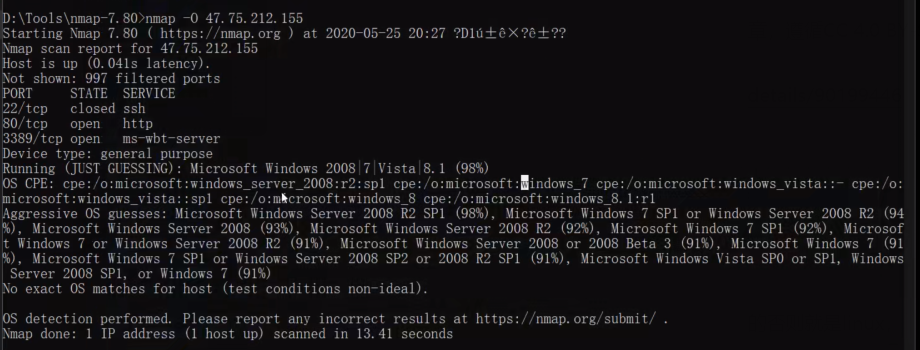 D:\Tools\nmap-7.80>nmap -O 47.75.212.155
Starting Nmap 7.80 ( https://nmap.org ) at 2020-05-25 20:27 ?D1ú±ê×?ê±??
Nmap scan report for 47.75.212.155
Host is up (0.041s latency).
Not shown: 997 filtered ports
PORT     STATE  SERVICE
22/tcp   closed ssh
80/tcp   open   http
3389/tcp open   ms-wbt-server
Device type: general purpose
Running (JUST GUESSING): Microsoft Windows 2008|7|Vista|8.1 (98%)
OS CPE: cpe:/o:microsoft:windows_server_2008:r2:sp1 cpe:/o:microsoft:windows_7 cpe:/o:microsoft:windows_vista::- cpe:/o:
microsoft:windows_vista::sp1 cpe:/o:microsoft:windows_8 cpe:/o:microsoft:windows_8.1:r1
Aggressive OS guesses: Microsoft Windows Server 2008 R2 SP1 (98%), Microsoft Windows 7 SP1 or Windows Server 2008 R2 (94
%), Microsoft Windows Server 2008 (93%), Microsoft Windows Server 2008 R2 (92%), Microsoft Windows 7 SP1 (92%), Microsof
t Windows 7 or Windows Server 2008 R2 (91%), Microsoft Windows Server 2008 or 2008 Beta 3 (91%), Microsoft Windows 7 (91
%), Microsoft Windows 7 SP1 or Windows Server 2008 SP2 or 2008 R2 SP1 (91%), Microsoft Windows Vista SP0 or SP1, Windows
 Server 2008 SP1, or Windows 7 (91%)
No exact OS matches for host (test conditions non-ideal).
OS detection performed. Please report any incorrect results at https://nmap.org/submit/ .
Nmap done: 1 IP address (1 host up) scanned in 13.41 seconds